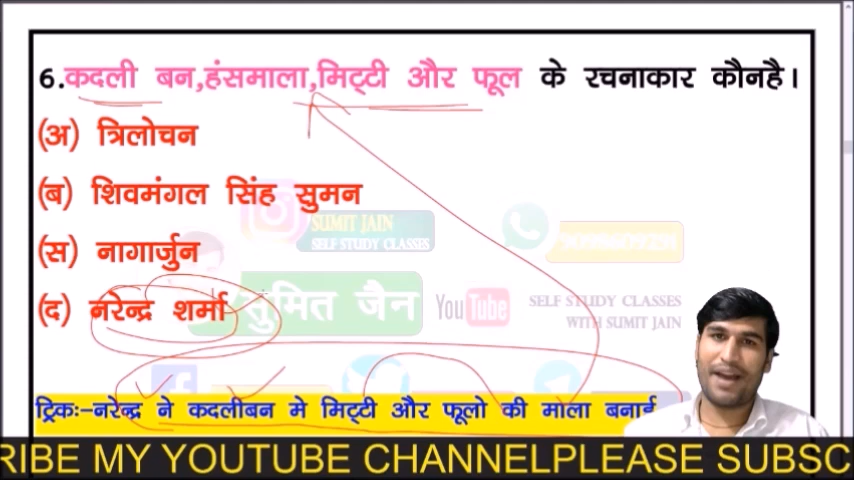 6.कदली बन,हंसमाला,मिट्टी और फूल के रचनाकार कौनहै।
(अ) त्रिलोचन
(ब) शिवमंगल सिंह सुमन
SUMIT JAIN
SELF STUDY CLASSES
(स) नागार्जुन
(द) नरेन्द्र शर्मा
सुमित जैन
YouTube
SELF STUDY CLASSES
WITH SUMIT JAIN
ट्रिकः-नरेन्द्र ने कदलीबन मे मिट्टी और फूलो की माला बनाई
RIBE MY YOUTUBE CHANNELPLEASE SUBSC